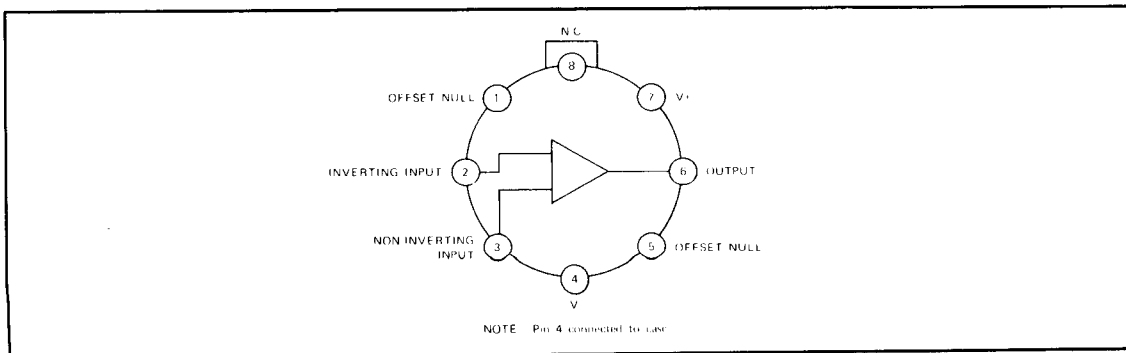 N C
8
OFFSET NULL 1
7 V+
INVERTING INPUT 2
6 OUTPUT
NON INVERTING
INPUT
3
5 OFFSET NULL
4
V
NOTE Pin 4 connected to case